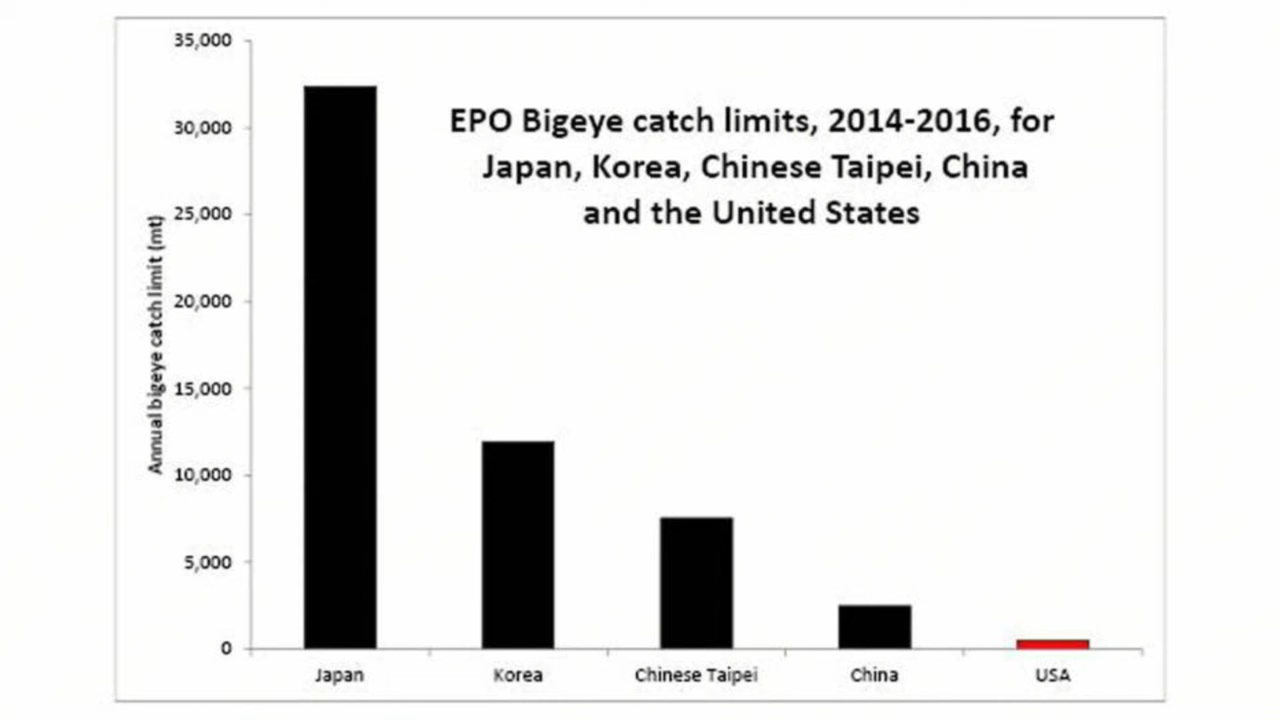 EPO Bigeye catch limits, 2014-2016, for
Japan, Korea, Chinese Taipei, China
and the United States
Annual bigeye catch limit (mt)
35,000
30,000
25,000
20,000
15,000
10,000
5,000
0
Japan
Korea
Chinese Taipei
China
USA